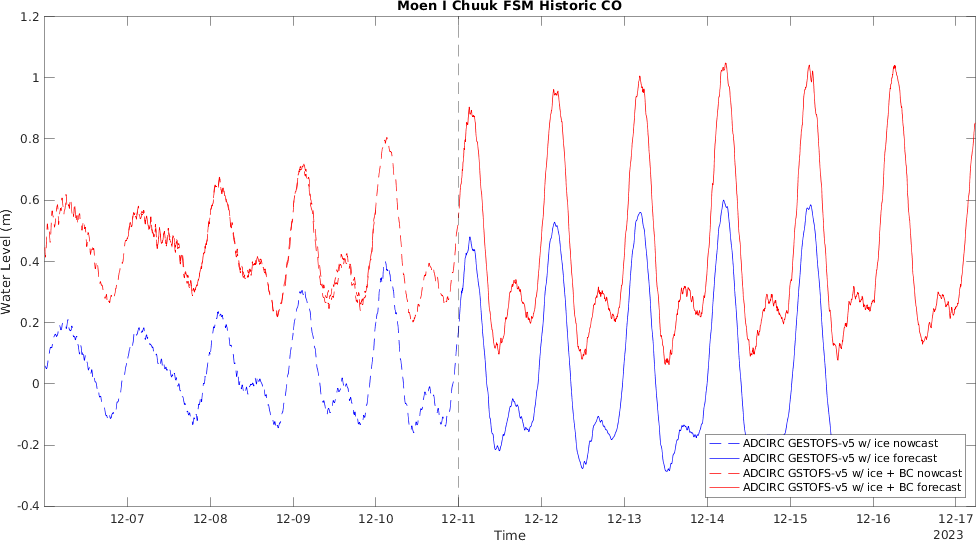 Moen I Chuuk FSM Historic CO
1.2
1
0.8
0.6
0.4
0.2
0
-0.2
-0.4
Water Level (m)
ADCIRC GESTOFS-v5 w/ ice nowcast
ADCIRC GESTOFS-v5 w/ ice forecast
ADCIRC GSTOFS-v5 w/ ice + BC nowcast
ADCIRC GSTOFS-v5 w/ ice + BC forecast
12-07 12-08 12-09 12-10 12-11 12-12 12-13 12-14 12-15 12-16 12-17
Time
2023